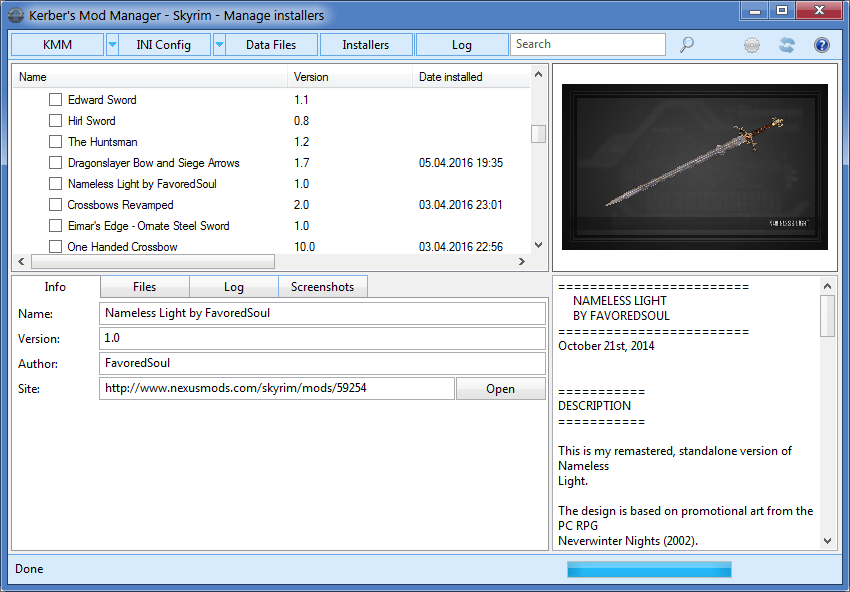 Kerber's Mod Manager - Skyrim - Manage installers
KMM INI Config Data Files Installers Log Search
Name Version Date installed
Edward Sword 1.1
Hirl Sword 0.8
The Huntsman 1.2
Dragonslayer Bow and Siege Arrows 1.7 05.04.2016 19:35
Nameless Light by FavoredSoul 1.0
Crossbows Revamped 2.0 03.04.2016 23:01
Eimar's Edge - Ornate Steel Sword 1.0
One Handed Crossbow 10.0 03.04.2016 22:56
NAMELESS LIGHT
Info Files Log Screenshots
Name: Nameless Light by FavoredSoul
Version: 1.0
Author: FavoredSoul
Site: http://www.nexusmods.com/skyrim/mods/59254 Open
========================
NAMELESS LIGHT
BY FAVOREDSOUL
========================
October 21st, 2014
===========
DESCRIPTION
===========
This is my remastered, standalone version of
Nameless
Light.
The design is based on promotional art from the
PC RPG
Neverwinter Nights (2002).
Done